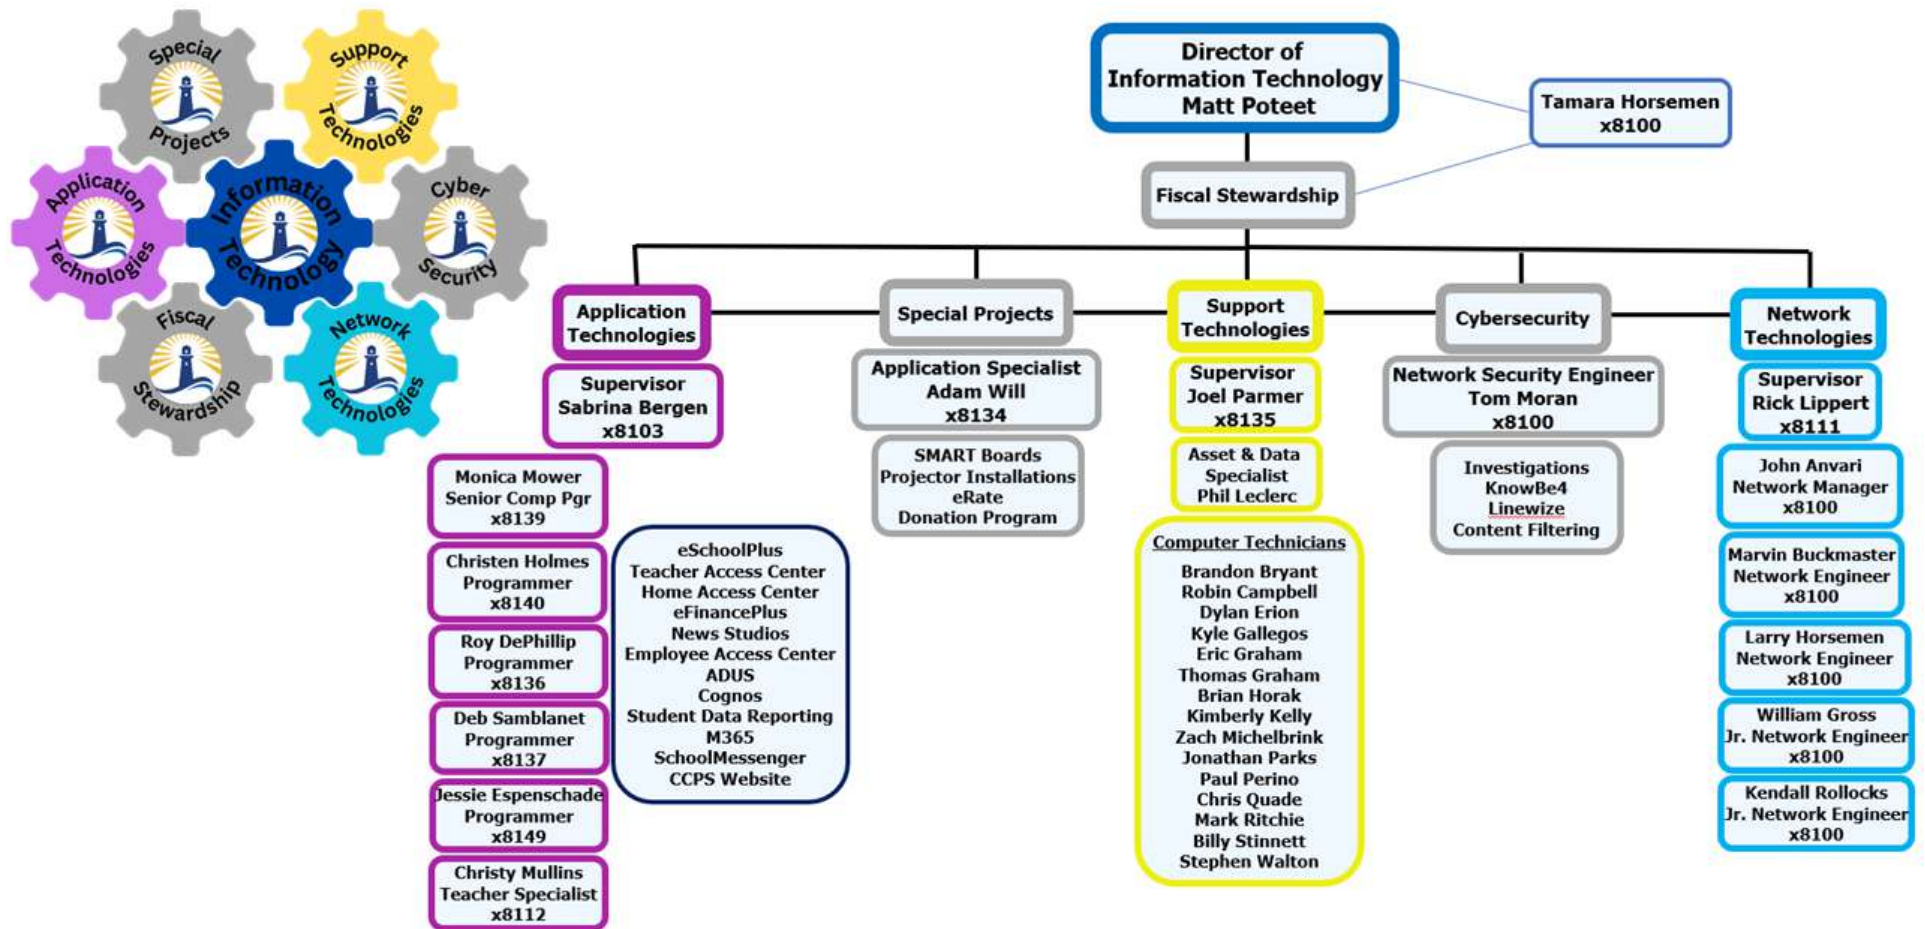 Special
Projects
Support
Technologies
Application
Technologies
Information
Technology
Cyber
Security
Fiscal
Stewardship
Network
Technologies
Director of
Information Technology
Matt Poteet
Tamara Horsemen
x8100
Fiscal Stewardship
Application
Technologies
Supervisor
Sabrina Bergen
x8103
Monica Mower
Senior Comp Pgr
x8139
Christen Holmes
Programmer
x8140
Roy DePhillip
Programmer
x8136
Deb Samblanet
Programmer
x8137
Jessie Espenschade
Programmer
x8149
Christy Mullins
Teacher Specialist
x8112
eSchoolPlus
Teacher Access Center
Home Access Center
eFinancePlus
News Studios
Employee Access Center
ADUS
Cognos
Student Data Reporting
M365
SchoolMessenger
CCPS Website
Special Projects
Application Specialist
Adam Will
x8134
SMART Boards
Projector Installations
eRate
Donation Program
Support
Technologies
Supervisor
Joel Parmer
x8135
Asset & Data
Specialist
Phil Leclerc
Computer Technicians
Brandon Bryant
Robin Campbell
Dylan Erion
Kyle Gallegos
Eric Graham
Thomas Graham
Brian Horak
Kimberly Kelly
Zach Michelbrink
Jonathan Parks
Paul Perino
Chris Quade
Mark Ritchie
Billy Stinnett
Stephen Walton
Cybersecurity
Network Security Engineer
Tom Moran
x8100
Investigations
KnowBe4
Linewize
Content Filtering
Network
Technologies
Supervisor
Rick Lippert
x8111
John Anvari
Network Manager
x8100
Marvin Buckmaster
Network Engineer
x8100
Larry Horsemen
Network Engineer
x8100
William Gross
Jr. Network Engineer
x8100
Kendall Rollocks
Jr. Network Engineer
x8100